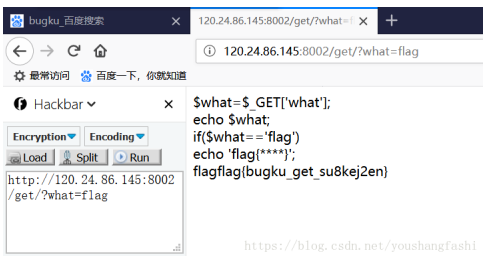 bugku_百度搜索
120.24.86.145:8002/get/?what=f
120.24.86.145:8002/get/?what=flag
最常访问 百度一下，你就知道
Hackbar
Encryption Encoding
Load Split Run
http://120.24.86.145:8002
/get/?what=flag
$what=$_GET['what'];
echo $what;
if($what=='flag')
echo 'flag{****}';
flagflag{bugku_get_su8kej2en}
https://blog.csdn.net/youshangfashi